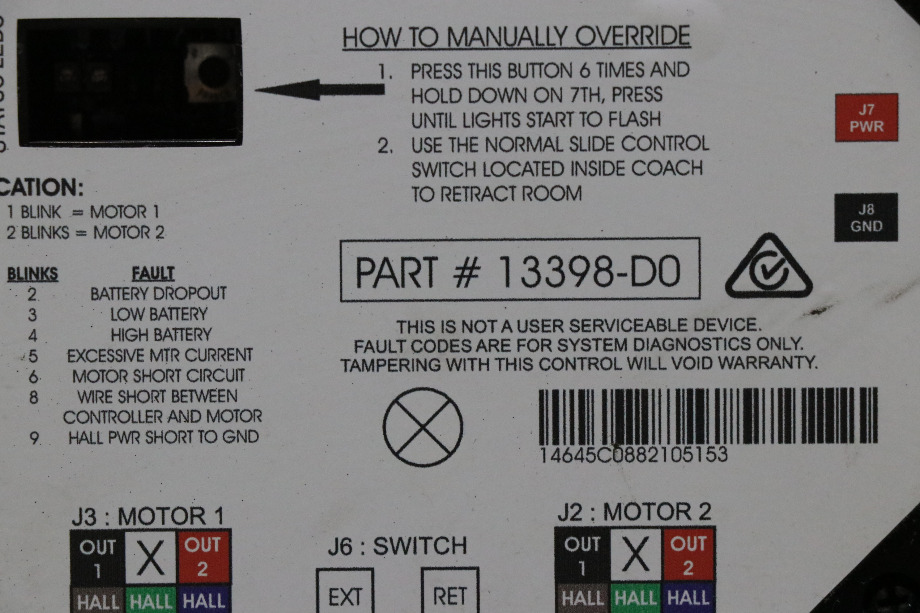 HOW TO MANUALLY OVERRIDE
1. PRESS THIS BUTTON 6 TIMES AND
HOLD DOWN ON 7TH, PRESS
UNTIL LIGHTS START TO FLASH
2. USE THE NORMAL SLIDE CONTROL
SWITCH LOCATED INSIDE COACH
TO RETRACT ROOM
J7
PWR
J8
GND
CATION:
1 BLINK = MOTOR 1
2 BLINKS = MOTOR 2
BLINKS FAULT
2 BATTERY DROPOUT
3 LOW BATTERY
4 HIGH BATTERY
5 EXCESSIVE MTR CURRENT
6 MOTOR SHORT CIRCUIT
8 WIRE SHORT BETWEEN
CONTROLLER AND MOTOR
9 HALL PWR SHORT TO GND
PART # 13398-D0
THIS IS NOT A USER SERVICEABLE DEVICE.
FAULT CODES ARE FOR SYSTEM DIAGNOSTICS ONLY.
TAMPERING WITH THIS CONTROL WILL VOID WARRANTY.
14645C0882105153
J3 : MOTOR 1
OUT 1 X OUT 2
HALL HALL HALL
J6 : SWITCH
EXT RET
J2 : MOTOR 2
OUT 1 X OUT 2
HALL HALL HALL